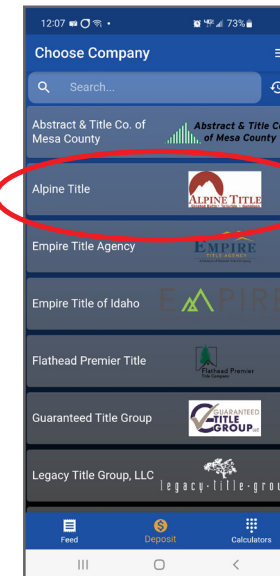 12:07
73%
Choose Company
Search...
Abstract & Title Co. of
Mesa County
Abstract & Title Co
of Mesa County
Alpine Title
ALPINE TITLE
Empire Title Agency
EMPIRE
TITLE AGENCY
Empire Title of Idaho
EMPIRE
Flathead Premier Title
Flathead Premier
Title Company
Guaranteed Title Group
GUARANTEED
TITLE
GROUP
Legacy Title Group, LLC
legacy·title·grou
Feed
Deposit
Calculators